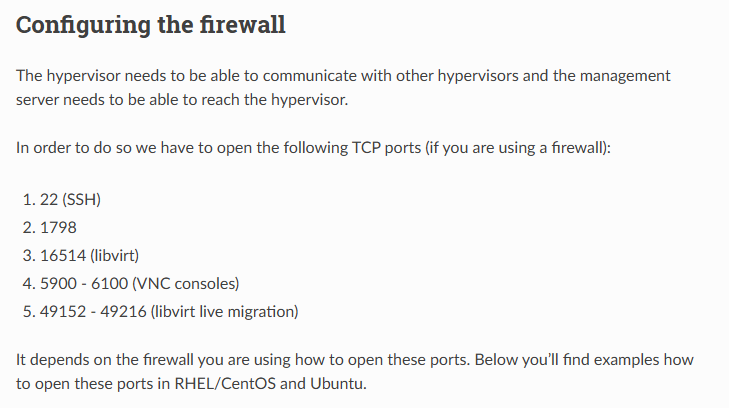 Configuring the firewall
The hypervisor needs to be able to communicate with other hypervisors and the management
server needs to be able to reach the hypervisor.
In order to do so we have to open the following TCP ports (if you are using a firewall):
1. 22 (SSH)
2. 1798
3. 16514 (libvirt)
4. 5900 - 6100 (VNC consoles)
5. 49152 - 49216 (libvirt live migration)
It depends on the firewall you are using how to open these ports. Below you’ll find examples how
to open these ports in RHEL/CentOS and Ubuntu.